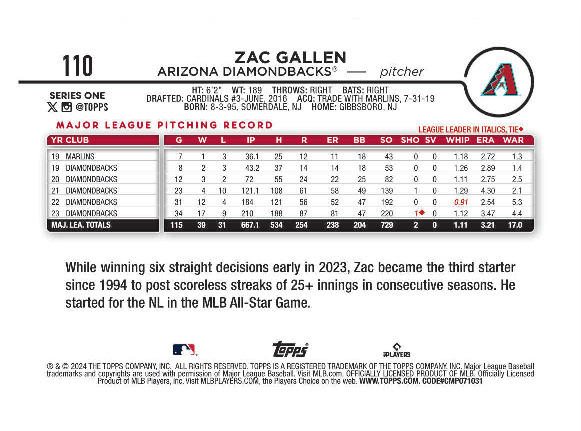 110
ZAC GALLEN
ARIZONA DIAMONDBACKS® — pitcher
A
SERIES ONE
@TOPPS
HT: 6'2" WT: 189 THROWS: RIGHT BATS: RIGHT
DRAFTED: CARDINALS #3-JUNE, 2016 ACQ: TRADE WITH MARLINS, 7-31-19
BORN: 8-3-95, SOMERDALE, NJ HOME: GIBBSBORO, NJ
MAJOR LEAGUE PITCHING RECORD
LEAGUE LEADER IN ITALICS, TIE♦
YR CLUB G W L IP H R ER BB SO SHO SV WHIP ERA WAR
19 MARLINS 7 1 3 36.1 25 12 11 18 43 0 0 1.18 2.72 1.3
19 DIAMONDBACKS 8 2 3 43.2 37 14 14 18 53 0 0 1.26 2.89 1.4
20 DIAMONDBACKS 12 3 2 72 55 24 22 25 82 0 0 1.11 2.75 2.5
21 DIAMONDBACKS 23 4 10 121.1 108 61 58 49 139 1 0 1.29 4.30 2.1
22 DIAMONDBACKS 31 12 4 184 121 56 52 47 192 0 0 0.91 2.54 5.3
23 DIAMONDBACKS 34 17 9 210 188 87 81 47 220 1♦ 0 1.12 3.47 4.4
MAJ. LEA. TOTALS 115 39 31 667.1 534 254 238 204 729 2 0 1.11 3.21 17.0
While winning six straight decisions early in 2023, Zac became the third starter
since 1994 to post scoreless streaks of 25+ innings in consecutive seasons. He
started for the NL in the MLB All-Star Game.
Topps
PLAYERS
® & © 2024 THE TOPPS COMPANY, INC. ALL RIGHTS RESERVED. TOPPS IS A REGISTERED TRADEMARK OF THE TOPPS COMPANY, INC. Major League Baseball
trademarks and copyrights are used with permission of Major League Baseball. Visit MLB.com. OFFICIALLY LICENSED PRODUCT OF MLB. Officially Licensed
Product of MLB Players, Inc. Visit MLBPLAYERS.COM, the Players Choice on the web. WWW.TOPPS.COM. CODE#CMP071031